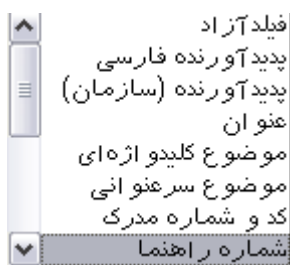 فیلدآزاد
پدیدآورنده فارسی
پدیدآورنده (سازمان)
عنوان
موضوع کلیدواژه‌ای
موضوع سرعنوانی
کد و شماره مدرک
شماره راهنما